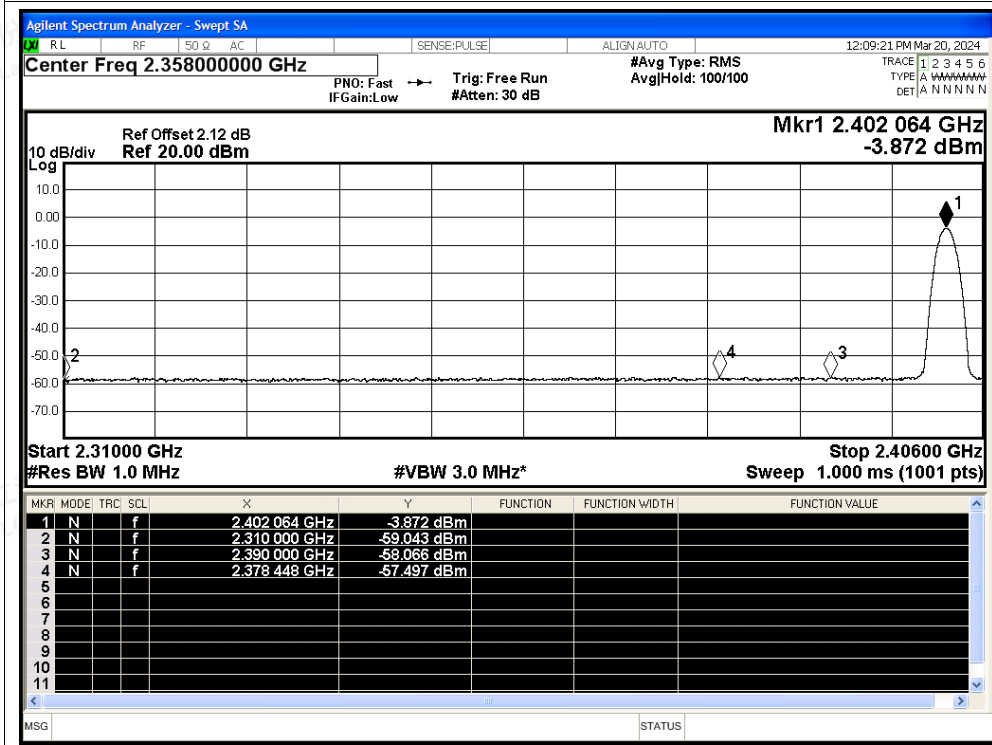 Agilent Spectrum Analyzer - Swept SA
LXI RL RF 50 Ω AC SENSE:PULSE ALIGN AUTO 12:09:21 PM Mar 20, 2024
Center Freq 2.358000000 GHz
PNO: Fast
IFGain:Low
Trig: Free Run
#Atten: 30 dB
#Avg Type: RMS
Avg|Hold: 100/100
TRACE 1 2 3 4 5 6
TYPE A WWWWW
DET A N N N N N
Mkr1 2.402 064 GHz
-3.872 dBm
Ref Offset 2.12 dB
10 dB/div Ref 20.00 dBm
Log
10.0
0.00
-10.0
-20.0
-30.0
-40.0
-50.0
-60.0
-70.0
1
2
4
3
Start 2.31000 GHz Stop 2.40600 GHz
#Res BW 1.0 MHz #VBW 3.0 MHz* Sweep 1.000 ms (1001 pts)
MKR MODE TRC SCL X Y FUNCTION FUNCTION WIDTH FUNCTION VALUE
1 N f 2.402 064 GHz -3.872 dBm
2 N f 2.310 000 GHz -59.043 dBm
3 N f 2.390 000 GHz -58.066 dBm
4 N f 2.378 448 GHz -57.497 dBm
5
6
7
8
9
10
11
MSG STATUS